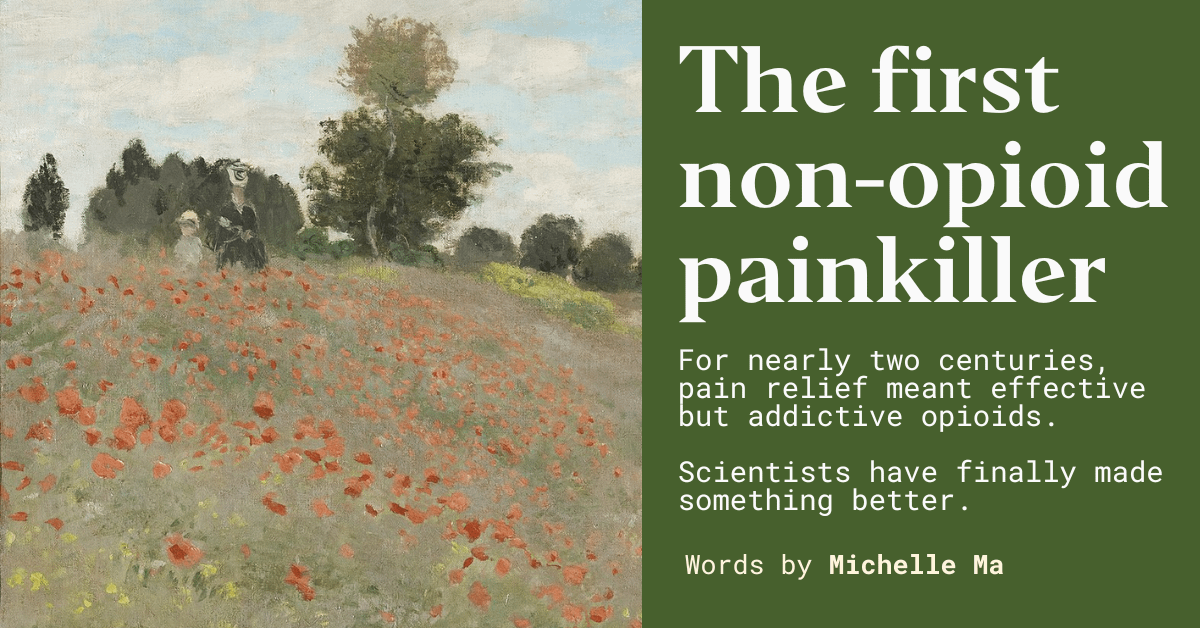 The first
non-opioid
painkiller
For nearly two centuries,
pain relief meant effective
but addictive opioids.
Scientists have finally made
something better.
Words by Michelle Ma